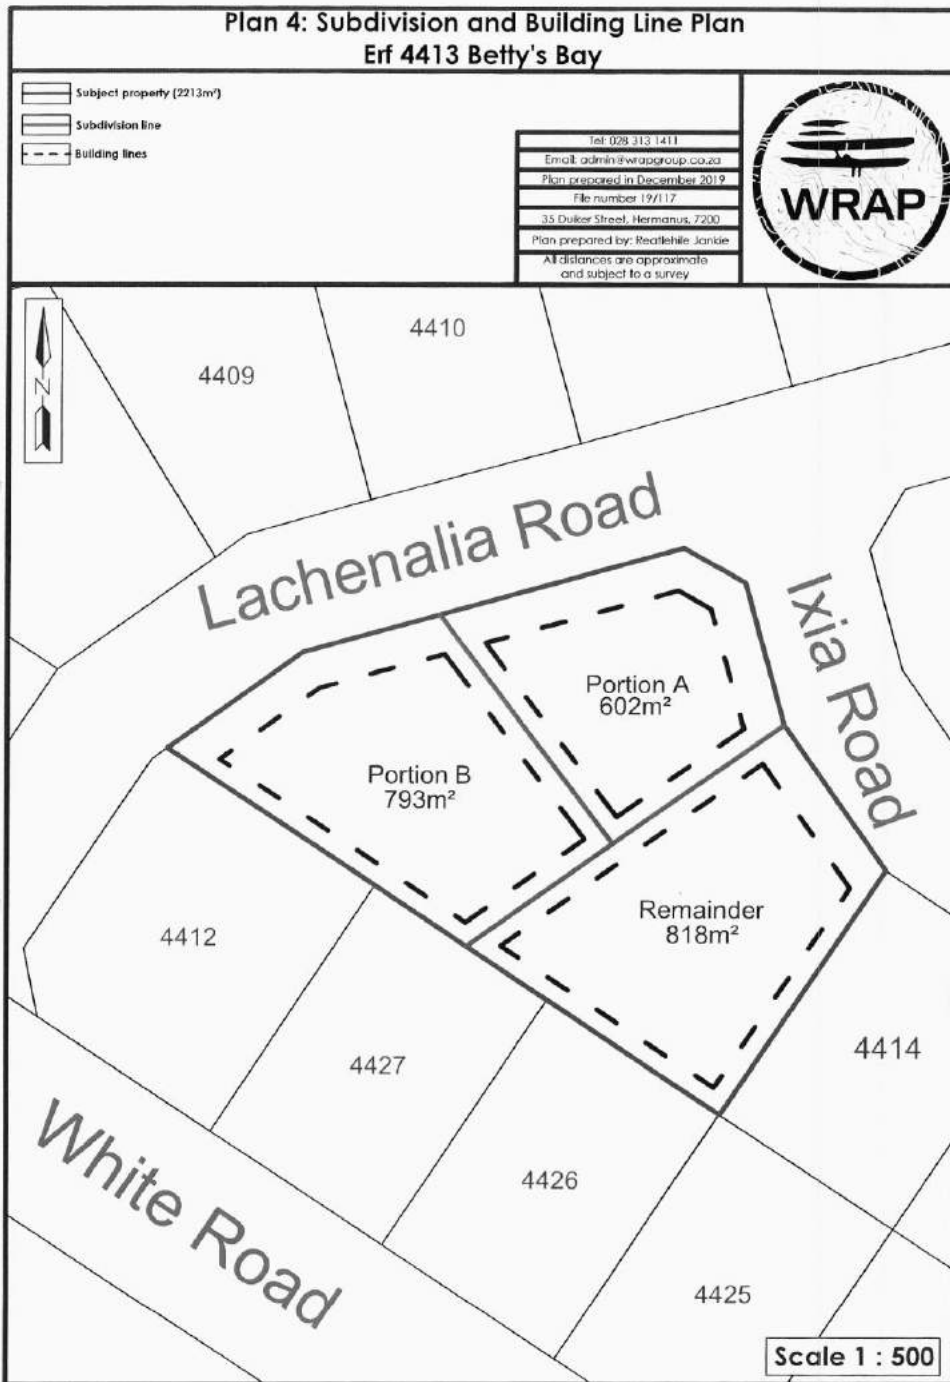 Plan 4: Subdivision and Building Line Plan
Erf 4413 Betty's Bay
Subject property (2213m²)
Subdivision line
Building lines
Tel: 028 313 1411
Email: admin@wrapgroup.co.za
Plan prepared in December 2019
File number 19/117
35 Duiker Street, Hermanus, 7200
Plan prepared by: Reatlehile Jankie
All distances are approximate
and subject to a survey
WRAP
N
4409
4410
Lachenalia Road
Ixia Road
Portion A
602m²
Portion B
793m²
Remainder
818m²
4412
4427
4414
4426
4425
White Road
Scale 1 : 500